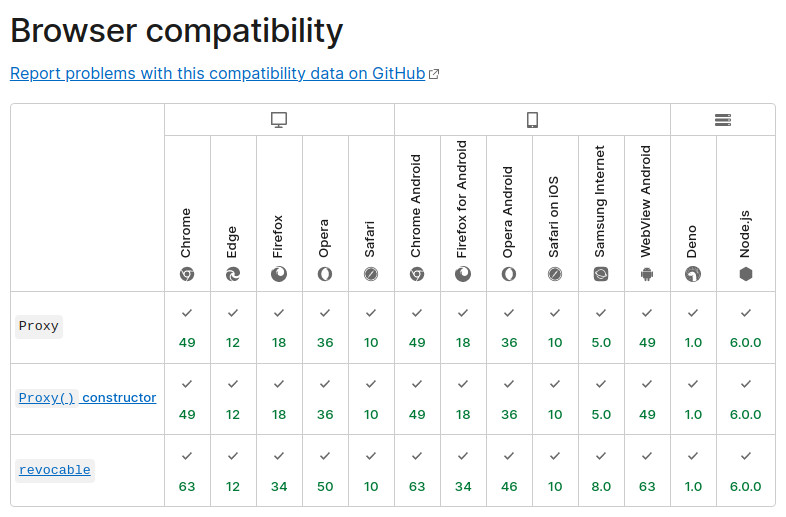 Browser compatibility
Report problems with this compatibility data on GitHub
Chrome
Edge
Firefox
Opera
Safari
Chrome Android
Firefox for Android
Opera Android
Safari on iOS
Samsung Internet
WebView Android
Deno
Node.js
Proxy
49 12 18 36 10 49 18 36 10 5.0 49 1.0 6.0.0
Proxy() constructor
49 12 18 36 10 49 18 36 10 5.0 49 1.0 6.0.0
revocable
63 12 34 50 10 63 34 46 10 8.0 63 1.0 6.0.0